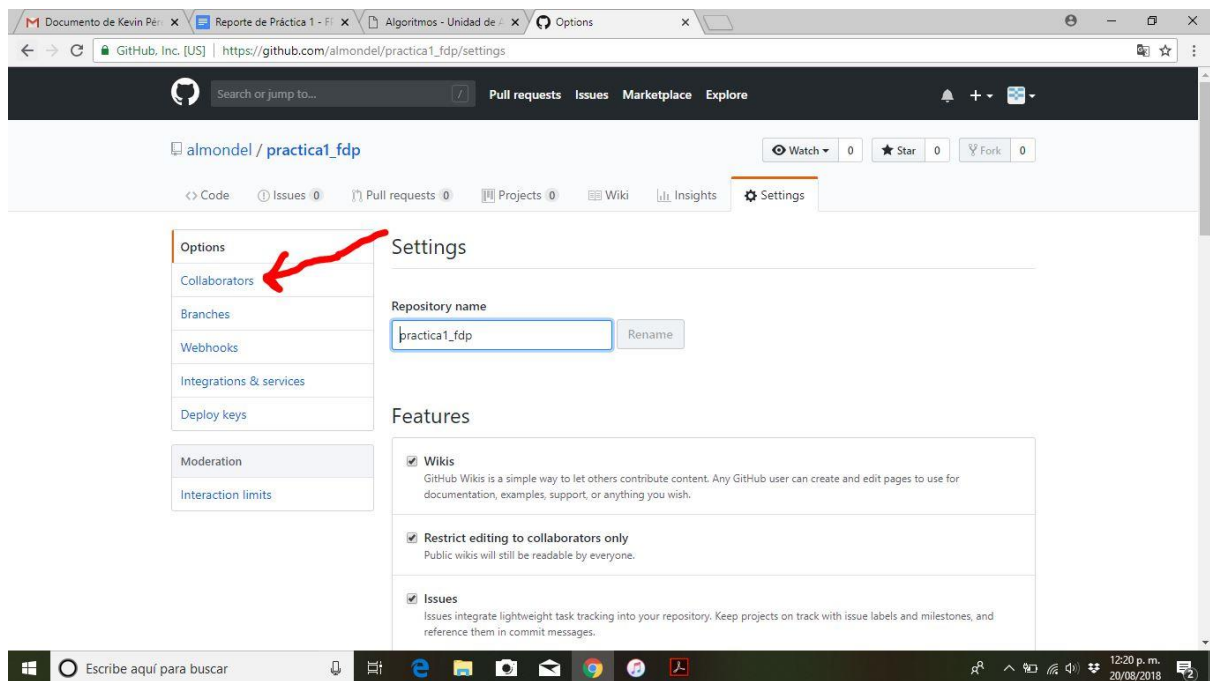 Documento de Kevin Pér
Reporte de Práctica 1 - F
Algoritmos - Unidad de A
Options
GitHub, Inc. [US] | https://github.com/almondel/practica1_fdp/settings
Search or jump to...
/
Pull requests Issues Marketplace Explore
almondel / practica1_fdp
Watch 0
Star 0
Fork 0
Code
Issues 0
Pull requests 0
Projects 0
Wiki
Insights
Settings
Options
Collaborators
Branches
Webhooks
Integrations & services
Deploy keys
Moderation
Interaction limits
Settings
Repository name
practica1_fdp
Rename
Features
Wikis
GitHub Wikis is a simple way to let others contribute content. Any GitHub user can create and edit pages to use for
documentation, examples, support, or anything you wish.
Restrict editing to collaborators only
Public wikis will still be readable by everyone.
Issues
Issues integrate lightweight task tracking into your repository. Keep projects on track with issue labels and milestones, and
reference them in commit messages.
Escribe aquí para buscar
12:20 p. m.
20/08/2018
2